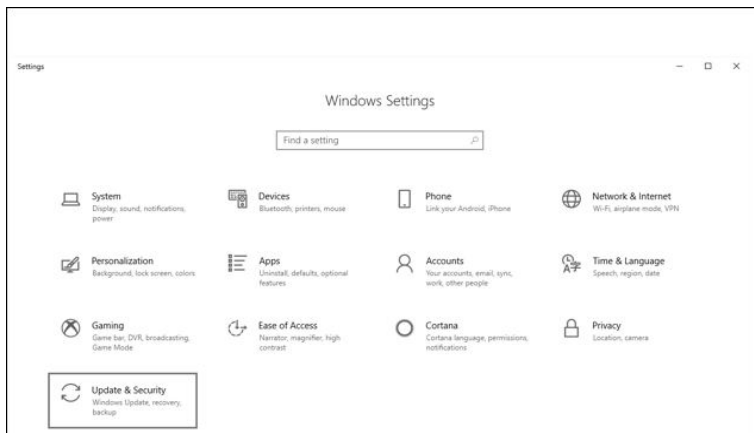 Settings
Windows Settings
Find a setting
System
Display, sound, notifications,
power
Devices
Bluetooth, printers, mouse
Phone
Link your Android, iPhone
Network & Internet
Wi-Fi, airplane mode, VPN
Personalization
Background, lock screen, colors
Apps
Uninstall, defaults, optional
features
Accounts
Your accounts, email, sync,
work, other people
Time & Language
Speech, region, date
Gaming
Game bar, DVR, broadcasting,
Game Mode
Ease of Access
Narrator, magnifier, high
contrast
Cortana
Cortana language, permissions,
notifications
Privacy
Location, camera
Update & Security
Windows Update, recovery,
backup